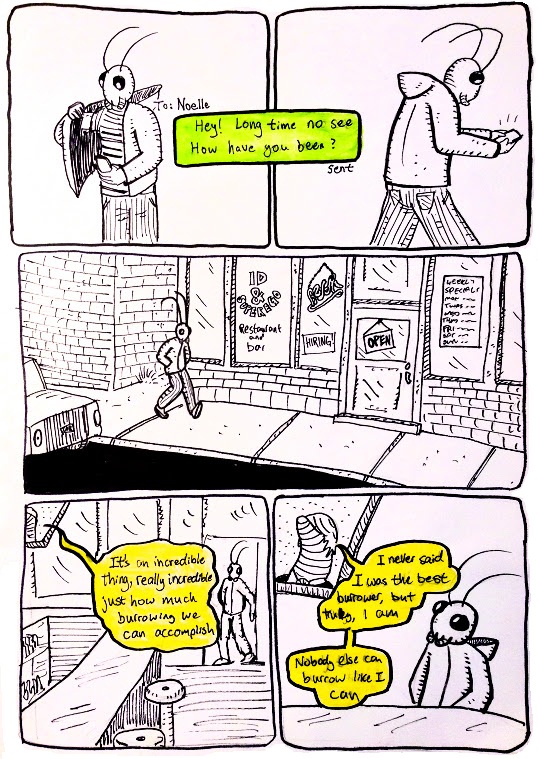 To: Noelle
Hey! Long time no see
How have you been?
sent
ID
&
SUPEREGO
Restaurant
and
bar
BEER
HIRING!
OPEN
WEEKLY
SPECIALS
MON
TUES
WED
THUR
FRI
SAT
SUN
It's an incredible
thing, really incredible
just how much
burrowing we
can accomplish
I never said
I was the best
burrower, but
truly, I am
Nobody else can
burrow like I
can